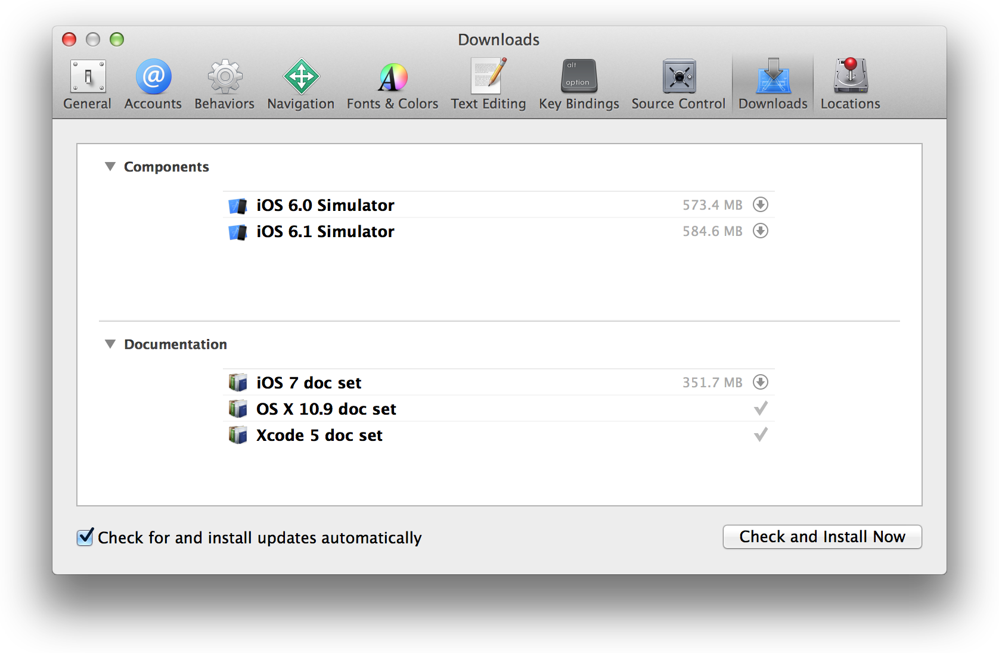 Downloads
alt
option
General Accounts Behaviors Navigation Fonts & Colors Text Editing Key Bindings Source Control Downloads Locations
Components
iOS 6.0 Simulator 573.4 MB
iOS 6.1 Simulator 584.6 MB
Documentation
iOS 7 doc set 351.7 MB
OS X 10.9 doc set
Xcode 5 doc set
Check for and install updates automatically Check and Install Now